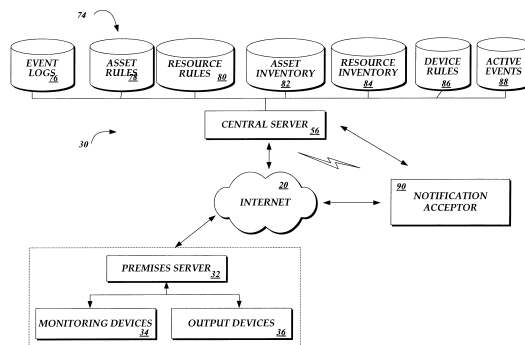 74
EVENT LOGS 76
ASSET RULES 78
RESOURCE RULES 80
ASSET INVENTORY 82
RESOURCE INVENTORY 84
DEVICE RULES 86
ACTIVE EVENTS 88
30
CENTRAL SERVER 56
20
INTERNET
90
NOTIFICATION
ACCEPTOR
PREMISES SERVER
32
MONITORING DEVICES
34
OUTPUT DEVICES
36